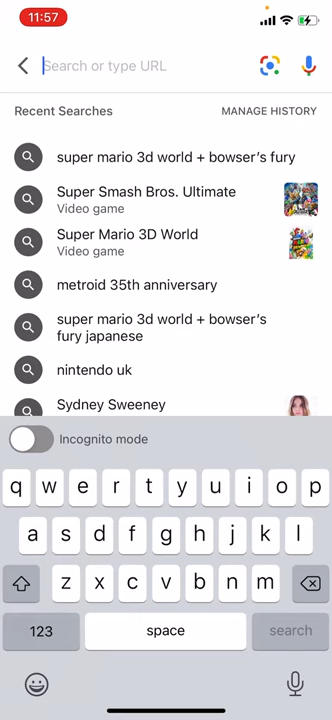 11:57
Search or type URL
Recent Searches MANAGE HISTORY
super mario 3d world + bowser's fury
Super Smash Bros. Ultimate
Video game
Super Mario 3D World
Video game
metroid 35th anniversary
super mario 3d world + bowser's
fury japanese
nintendo uk
Sydney Sweeney
Incognito mode
q w e r t y u i o p
a s d f g h j k l
z x c v b n m
123 space search